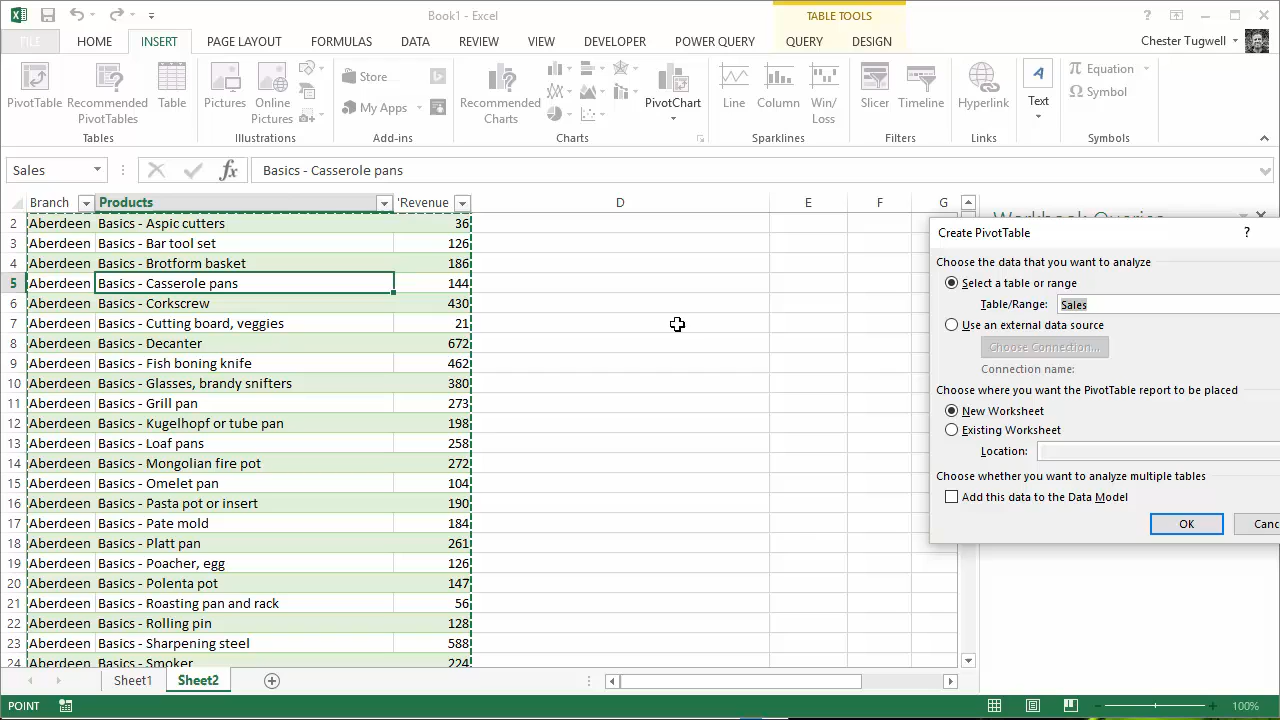 Book1 - Excel
TABLE TOOLS
?
FILE HOME INSERT PAGE LAYOUT FORMULAS DATA REVIEW VIEW DEVELOPER POWER QUERY QUERY DESIGN Chester Tugwell
PivotTable
Recommended
PivotTables
Table
Pictures
Online
Pictures
Store
My Apps
Recommended
Charts
PivotChart
Line
Column
Win/
Loss
Slicer
Timeline
Hyperlink
Text
Equation
Symbol
Tables Illustrations Add-ins Charts Sparklines Filters Links Symbols
Sales fx Basics - Casserole pans
Branch Products 'Revenue D E F G
2 Aberdeen Basics - Aspic cutters 36
3 Aberdeen Basics - Bar tool set 126
4 Aberdeen Basics - Brotform basket 186
5 Aberdeen Basics - Casserole pans 144
6 Aberdeen Basics - Corkscrew 430
7 Aberdeen Basics - Cutting board, veggies 21
8 Aberdeen Basics - Decanter 672
9 Aberdeen Basics - Fish boning knife 462
10 Aberdeen Basics - Glasses, brandy snifters 380
11 Aberdeen Basics - Grill pan 273
12 Aberdeen Basics - Kugelhopf or tube pan 198
13 Aberdeen Basics - Loaf pans 258
14 Aberdeen Basics - Mongolian fire pot 272
15 Aberdeen Basics - Omelet pan 104
16 Aberdeen Basics - Pasta pot or insert 190
17 Aberdeen Basics - Pate mold 184
18 Aberdeen Basics - Platt pan 261
19 Aberdeen Basics - Poacher, egg 126
20 Aberdeen Basics - Polenta pot 147
21 Aberdeen Basics - Roasting pan and rack 56
22 Aberdeen Basics - Rolling pin 128
23 Aberdeen Basics - Sharpening steel 588
24 Aberdeen Basics - Smoker 224
Workbook Queries
Create PivotTable ?
Choose the data that you want to analyze
Select a table or range
Table/Range: Sales
Use an external data source
Choose Connection...
Connection name:
Choose where you want the PivotTable report to be placed
New Worksheet
Existing Worksheet
Location:
Choose whether you want to analyze multiple tables
Add this data to the Data Model
OK Canc
Sheet1 Sheet2
POINT 100%